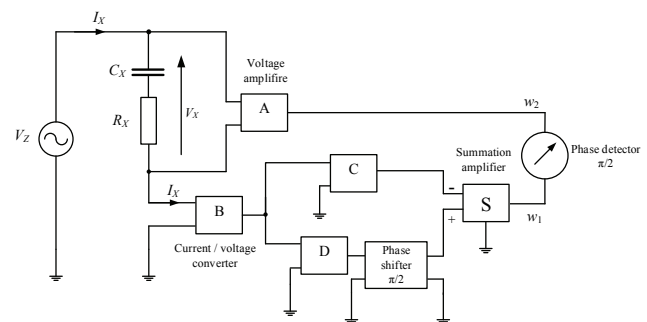 I_X
Voltage
amplifire
C_X
A
V_X
R_X
w_2
V_Z
Phase detector
π/2
Summation
amplifier
C
I_X
-
B
S
+
w_1
Current / voltage
converter
D
Phase
shifter
π/2